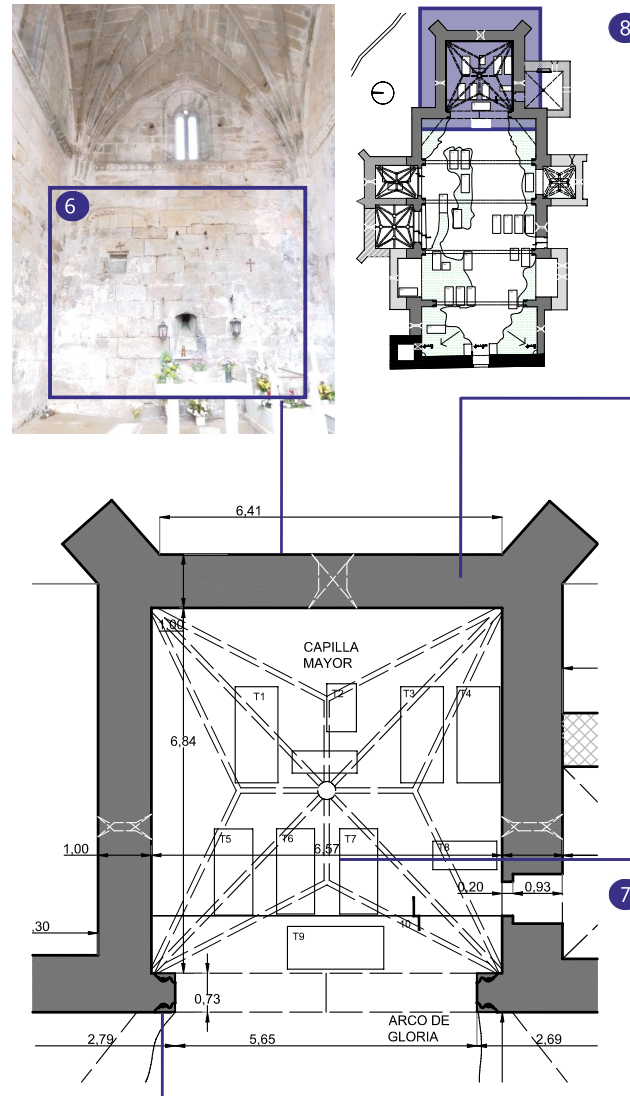 6
8
6,41
1,00
CAPILLA
MAYOR
T1
T2
T3
T4
6,84
T5
T6
T7
T8
1,00
6,57
0,20
0,93
7
,30
10
T9
0,73
ARCO DE
GLORIA
2,79
5,65
2,69